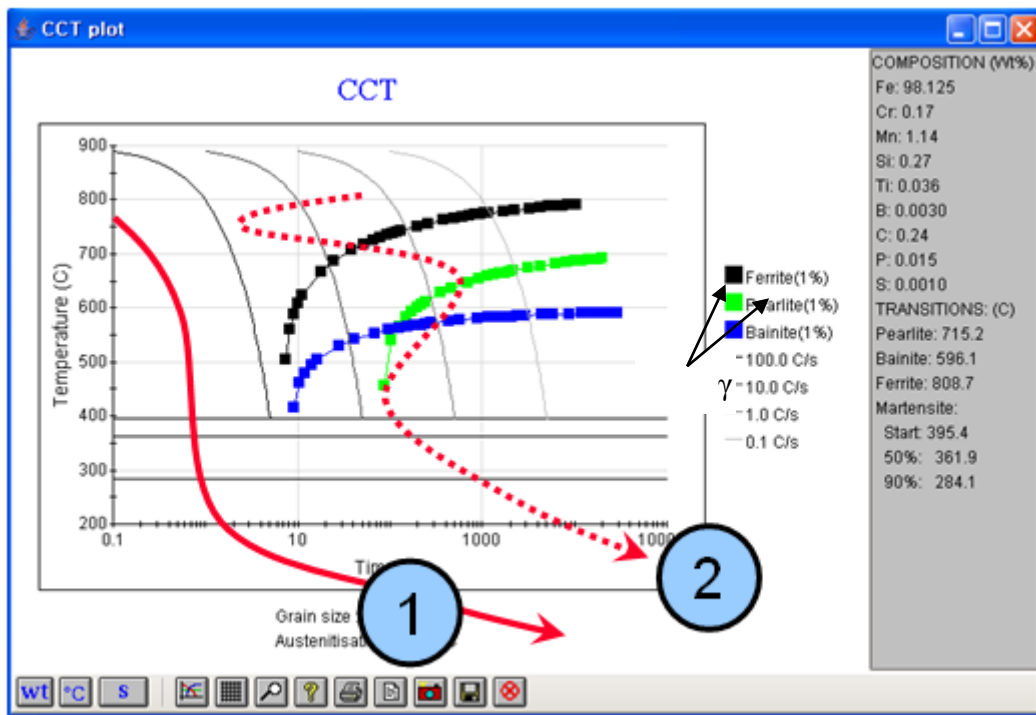 CCT plot
CCT
Temperature (C)
900
800
700
600
500
400
300
200
0.1
10
1000
Ferrite(1%)
Pearlite(1%)
Bainite(1%)
100.0 C/s
γ
10.0 C/s
1.0 C/s
0.1 C/s
1
2
Grain size
COMPOSITION (Wt%)
Fe: 98.125
Cr: 0.17
Mn: 1.14
Si: 0.27
Ti: 0.036
B: 0.0030
C: 0.24
P: 0.015
S: 0.0010
TRANSITIONS: (C)
Pearlite: 715.2
Bainite: 596.1
Ferrite: 808.7
Martensite:
Start: 395.4
50%: 361.9
90%: 284.1
wt
°C
S
?